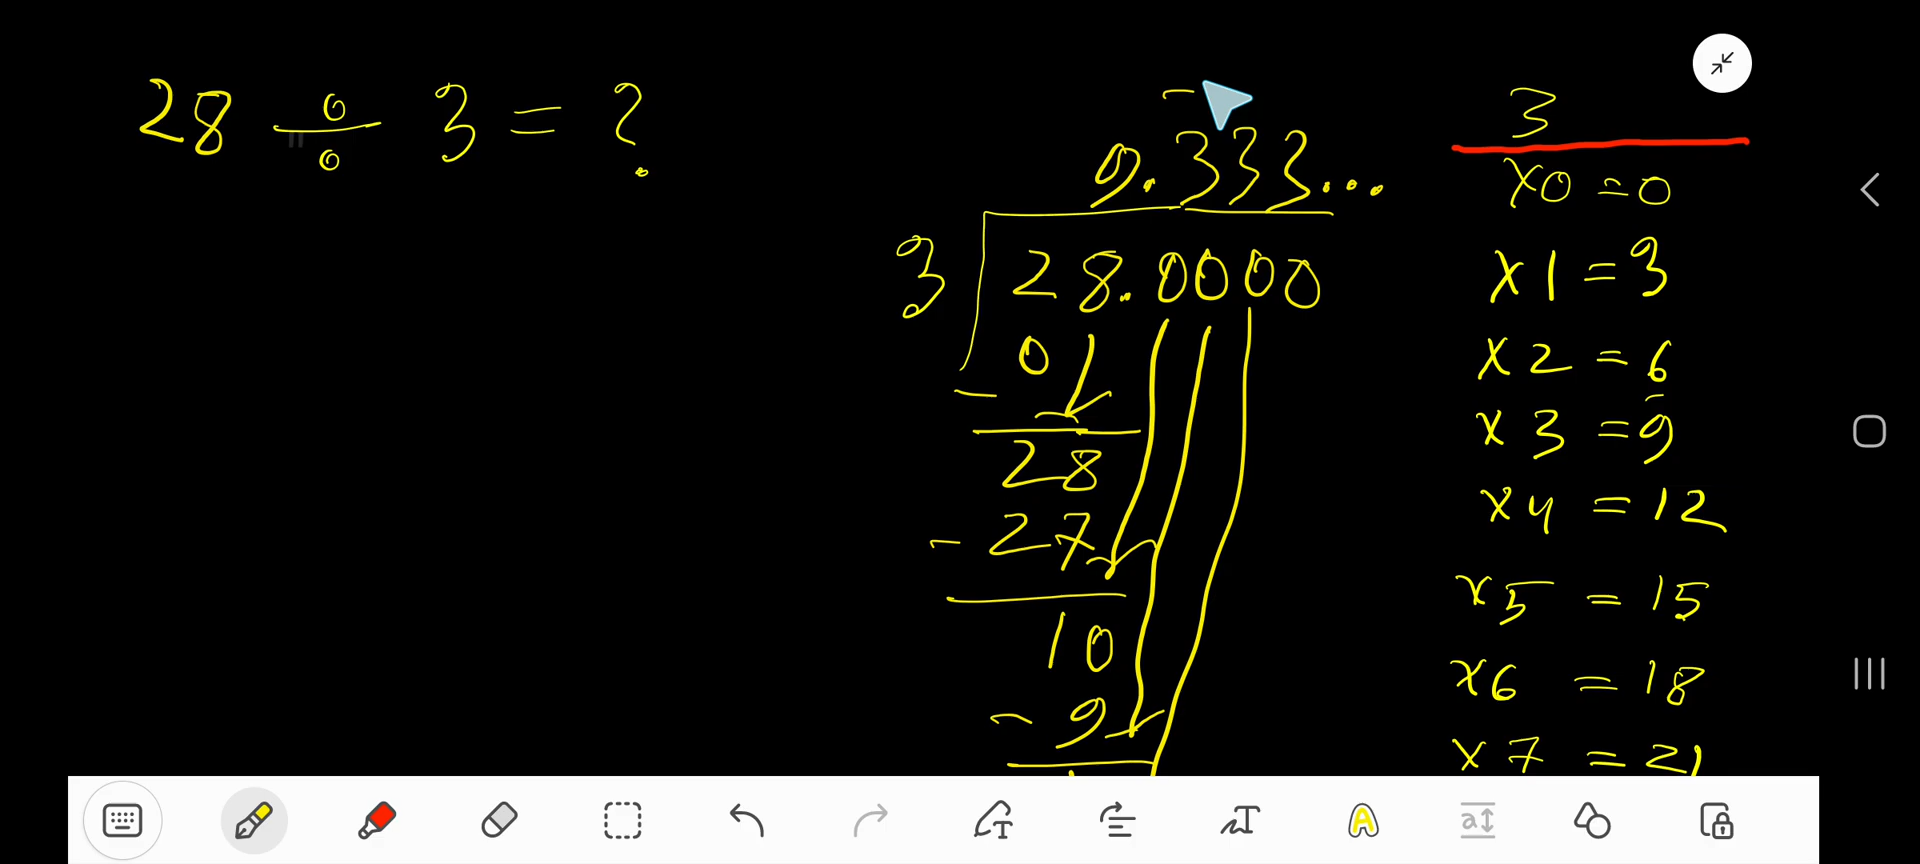 28 ÷ 3 = ?
9.333...
3 28.0000
0
28
- 27
10
- 9
3
x0 = 0
x1 = 3
x2 = 6
x3 = 9
x4 = 12
x5 = 15
x6 = 18
x7 = 21
T
T
A
a